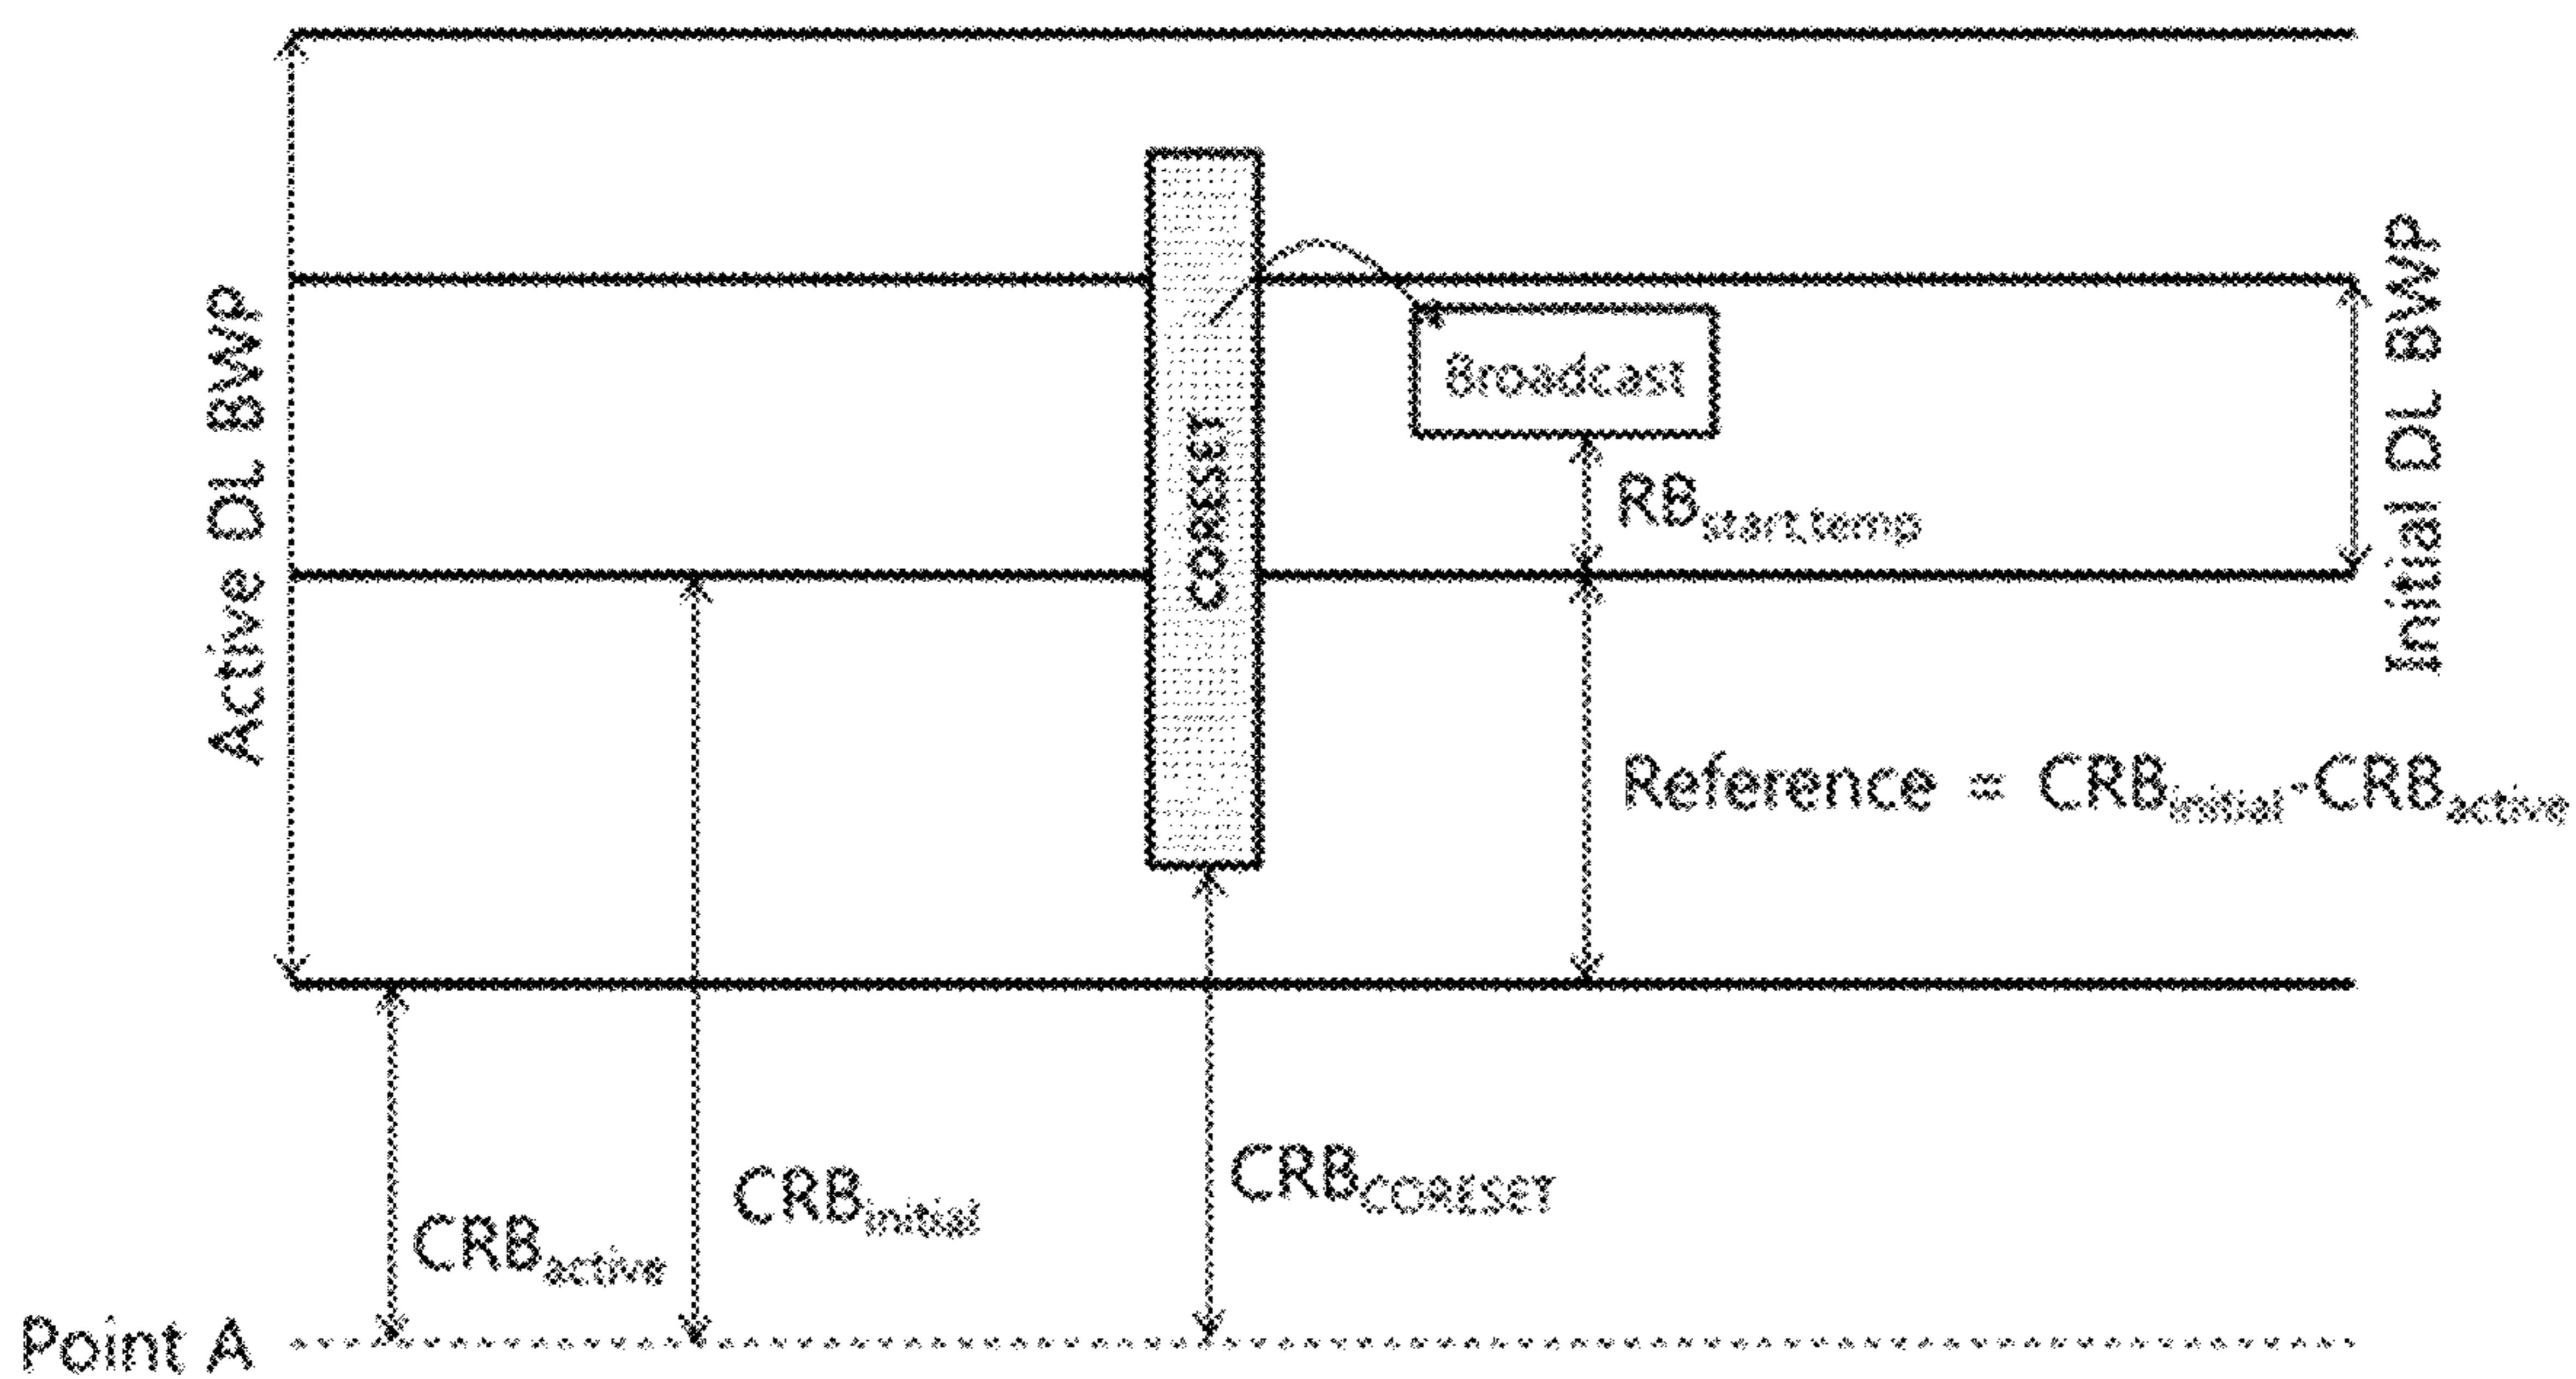 Active DL BWP
CORESET
Broadcast
Initial DL BWP
RBstart,temp
Reference = CRBinitial-CRBactive
CRBactive
CRBinitial
CRBCORESET
Point A